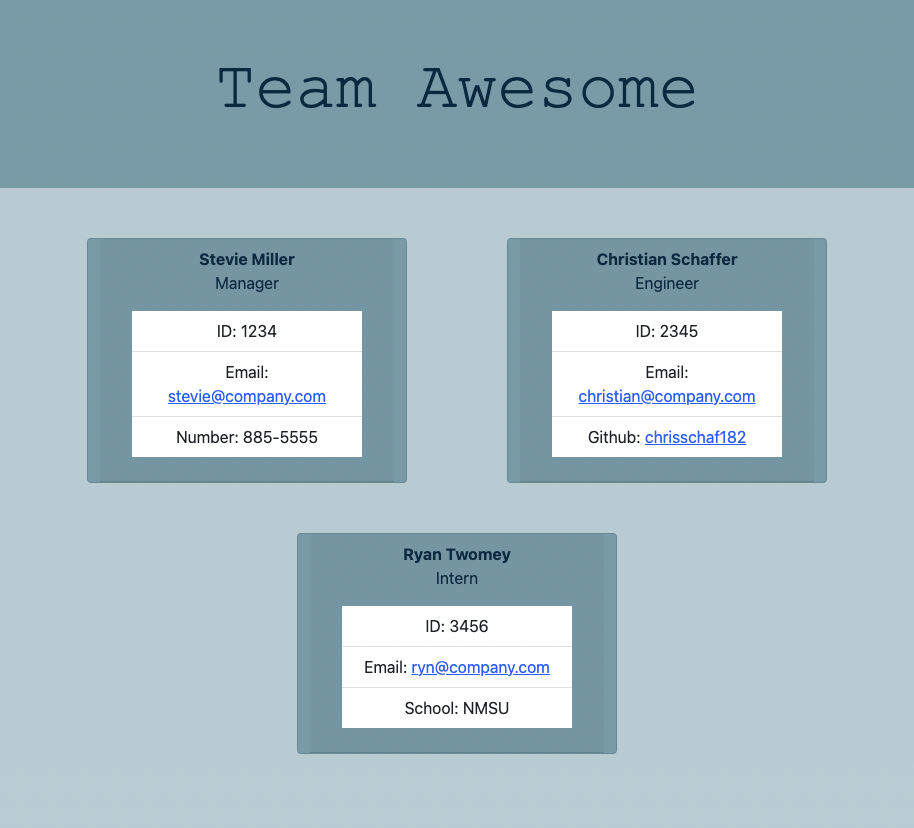 Team Awesome
Stevie Miller
Manager
ID: 1234
Email:
stevie@company.com
Number: 885-5555
Christian Schaffer
Engineer
ID: 2345
Email:
christian@company.com
Github: chrisschaf182
Ryan Twomey
Intern
ID: 3456
Email: ryn@company.com
School: NMSU